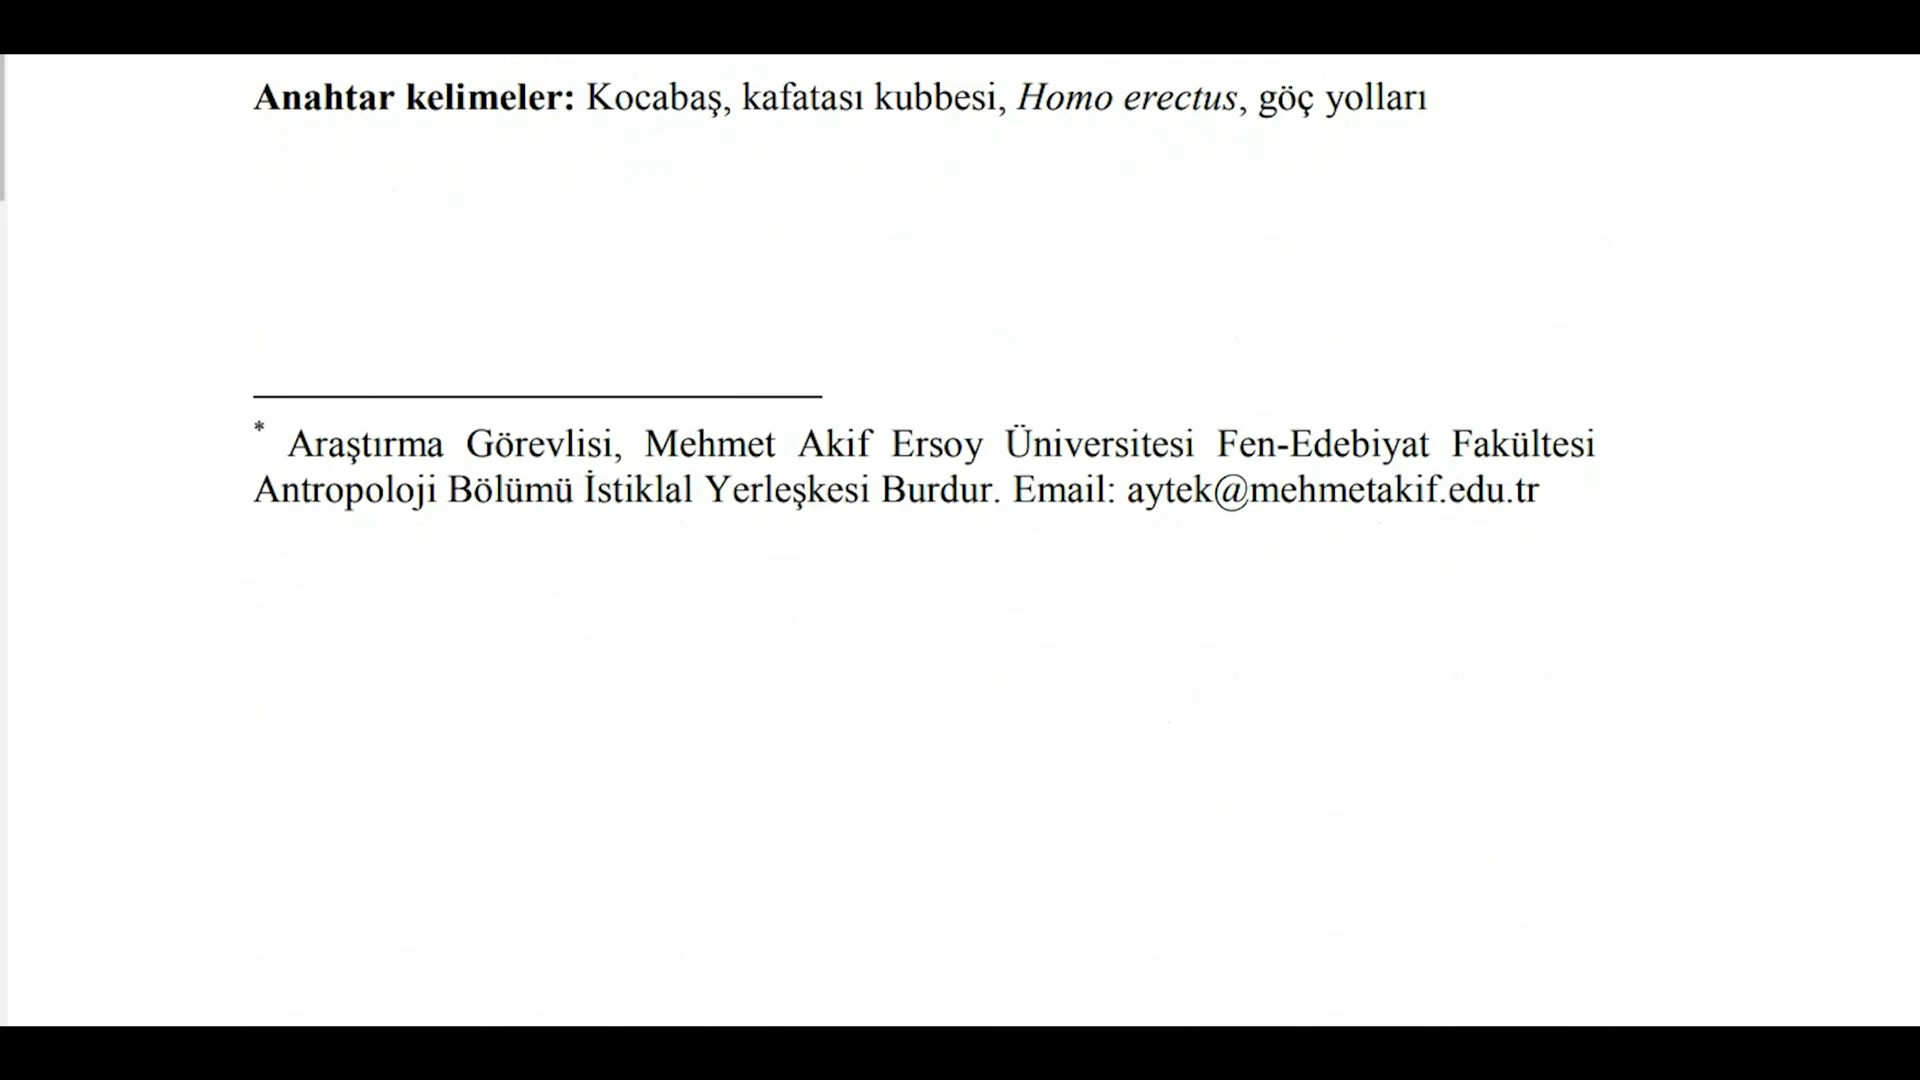 Anahtar kelimeler: Kocabaş, kafatası kubbesi, Homo erectus, göç yolları
* Araştırma Görevlisi, Mehmet Akif Ersoy Üniversitesi Fen-Edebiyat Fakültesi
Antropoloji Bölümü İstiklal Yerleşkesi Burdur. Email: aytek@mehmetakif.edu.tr